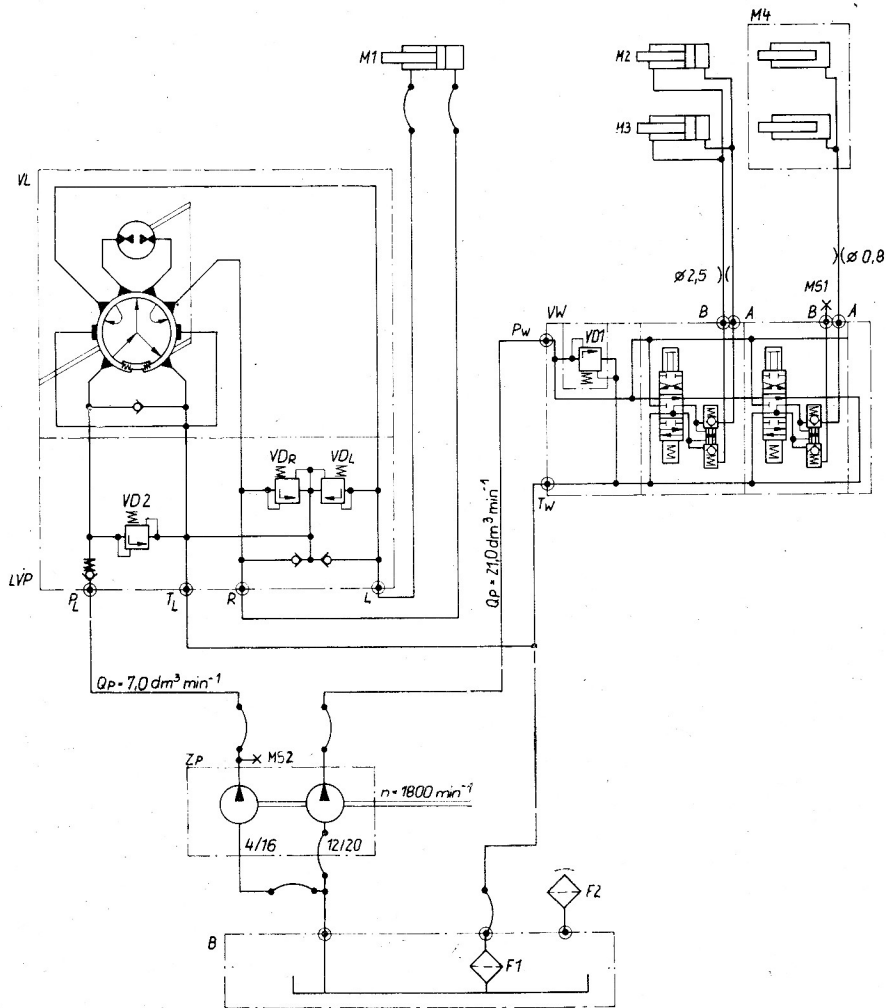 M4
M1
M2
M3
VL
ø 2,5
ø 0,8
MS1
B
A
B
A
VW
PW
VD1
VDR
VDL
VD2
TW
LVP
PL
TL
R
L
QP = 21,0 dm³ min⁻¹
QP = 7,0 dm³ min⁻¹
ZP
MS2
n = 1800 min⁻¹
4/16
12/20
F2
B
F1